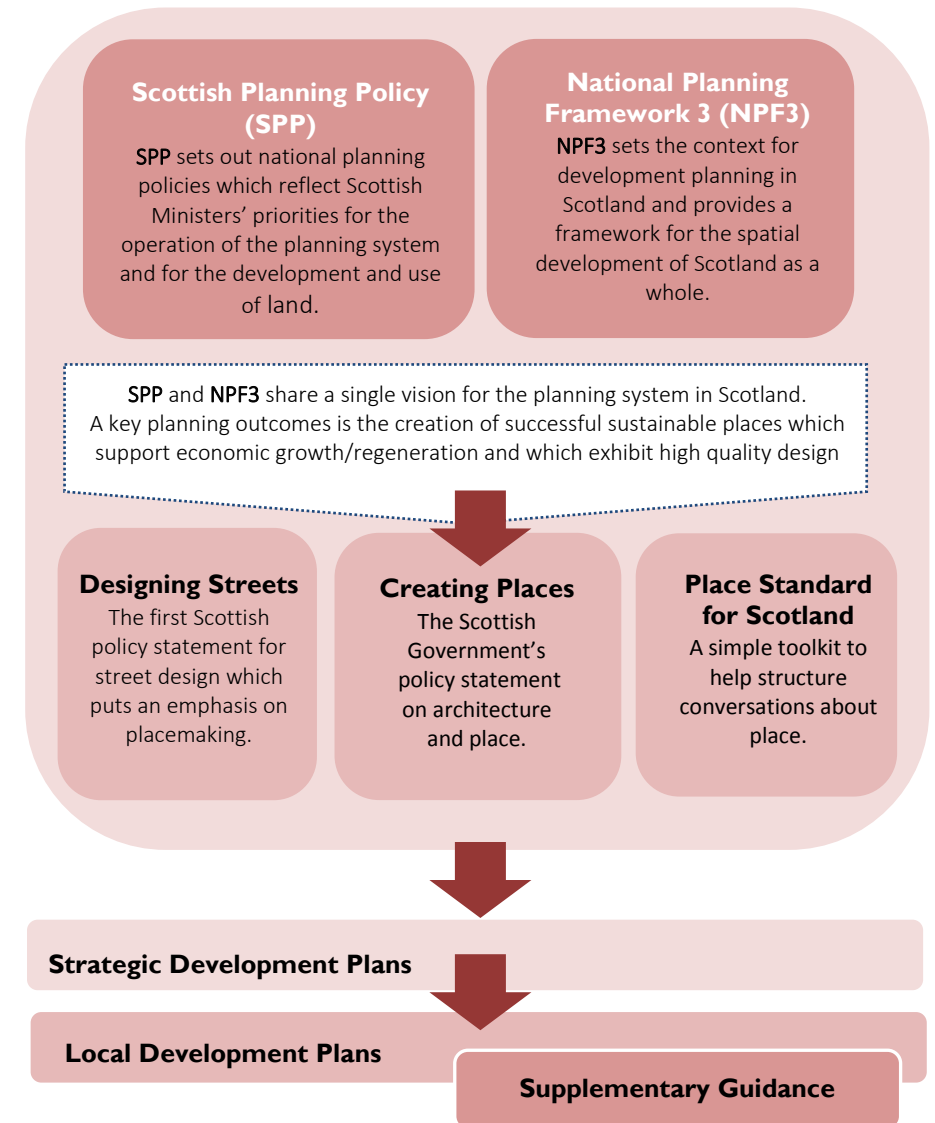 Scottish Planning Policy
(SPP)
SPP sets out national planning
policies which reflect Scottish
Ministers’ priorities for the
operation of the planning system
and for the development and use
of land.
National Planning
Framework 3 (NPF3)
NPF3 sets the context for
development planning in
Scotland and provides a
framework for the spatial
development of Scotland as a
whole.
SPP and NPF3 share a single vision for the planning system in Scotland.
A key planning outcomes is the creation of successful sustainable places which
support economic growth/regeneration and which exhibit high quality design
Designing Streets
The first Scottish
policy statement for
street design which
puts an emphasis on
placemaking.
Creating Places
The Scottish
Government’s
policy statement
on architecture
and place.
Place Standard
for Scotland
A simple toolkit to
help structure
conversations about
place.
Strategic Development Plans
Local Development Plans
Supplementary Guidance